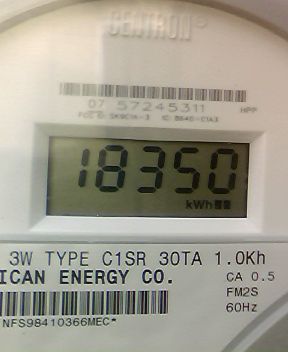 CENTRON
07 57245311 HPP
18350
kWh
3W TYPE C1SR 30TA 1.0Kh
ICAN ENERGY CO. CA 0.5
FM2S
60Hz
NFS98410366MEC*